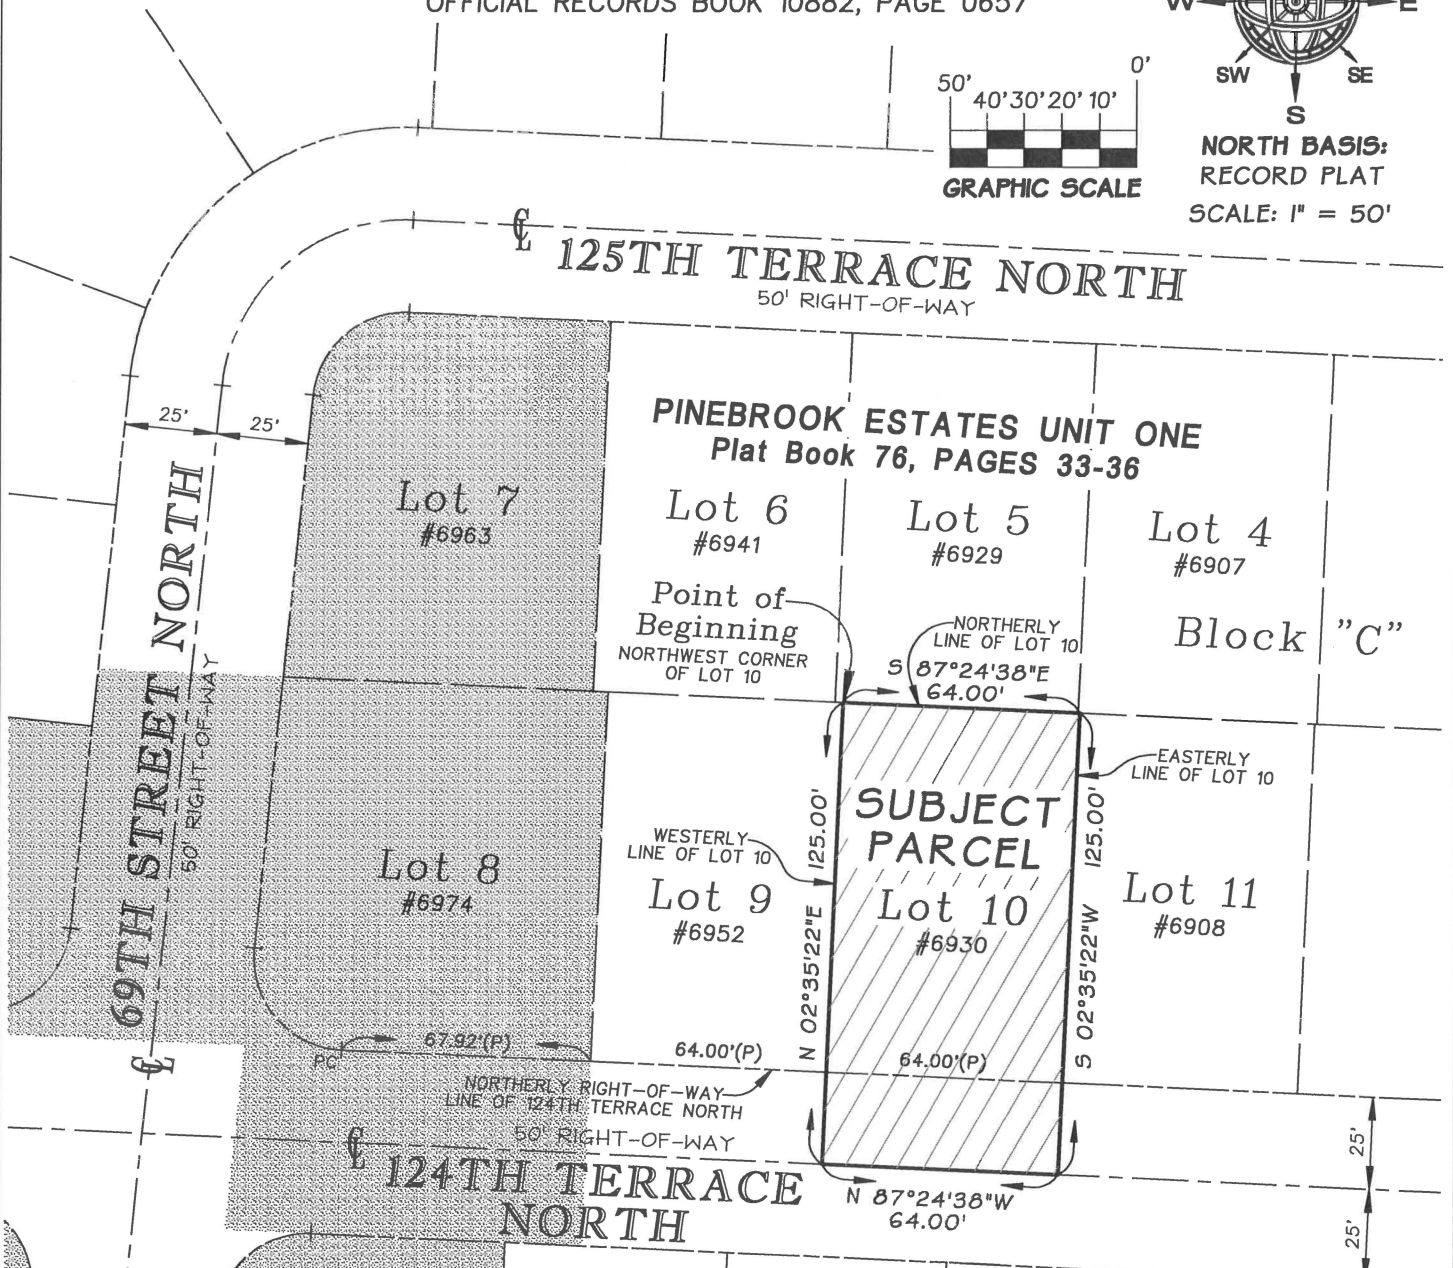 OFFICIAL RECORDS BOOK 10882, PAGE 0657
W E
SW SE
S
50' 0'
40' 30' 20' 10'
GRAPHIC SCALE
NORTH BASIS:
RECORD PLAT
SCALE: 1" = 50'
℄ 125TH TERRACE NORTH
50' RIGHT-OF-WAY
25' 25'
PINEBROOK ESTATES UNIT ONE
Plat Book 76, PAGES 33-36
Lot 7
#6963
Lot 6
#6941
Lot 5
#6929
Lot 4
#6907
Block "C"
Point of
Beginning
NORTHWEST CORNER
OF LOT 10
NORTHERLY
LINE OF LOT 10
S 87°24'38"E
64.00'
EASTERLY
LINE OF LOT 10
69TH STREET NORTH
50' RIGHT-OF-WAY
℄
SUBJECT
PARCEL
WESTERLY
LINE OF LOT 10
N 02°35'22"E 125.00'
S 02°35'22"W 125.00'
Lot 8
#6974
Lot 9
#6952
Lot 10
#6930
Lot 11
#6908
PC
67.92'(P)
64.00'(P)
64.00'(P)
NORTHERLY RIGHT-OF-WAY
LINE OF 124TH TERRACE NORTH
50' RIGHT-OF-WAY
℄ 124TH TERRACE
NORTH
N 87°24'38"W
64.00'
25'
25'